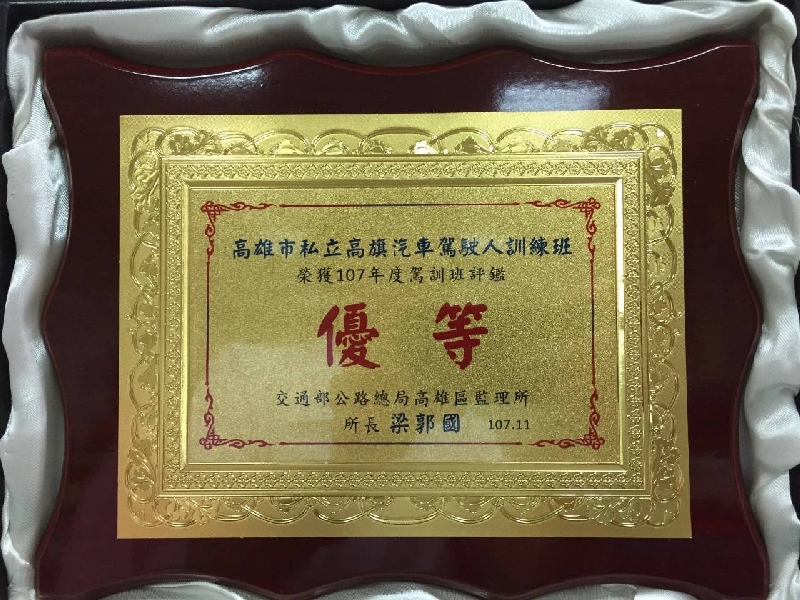 高雄市私立高旗汽車駕駛人訓練班
榮獲107年度駕訓班評鑑
優等
交通部公路總局高雄區監理所
所長 梁郭國 107.11